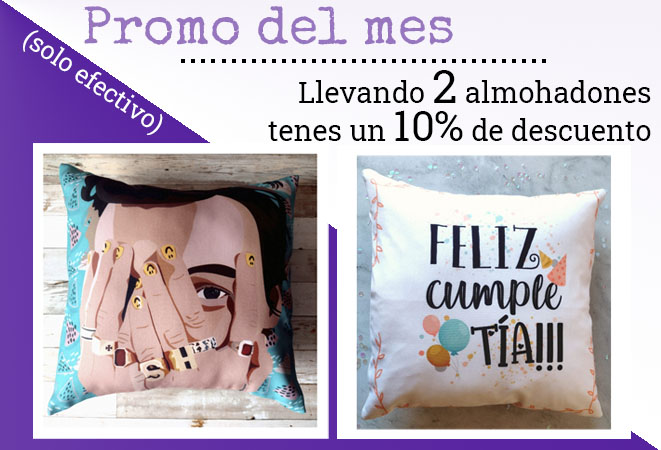 Promo del mes
(solo efectivo)
Llevando 2 almohadones
tenes un 10% de descuento
FELIZ
cumple
TÍA!!!